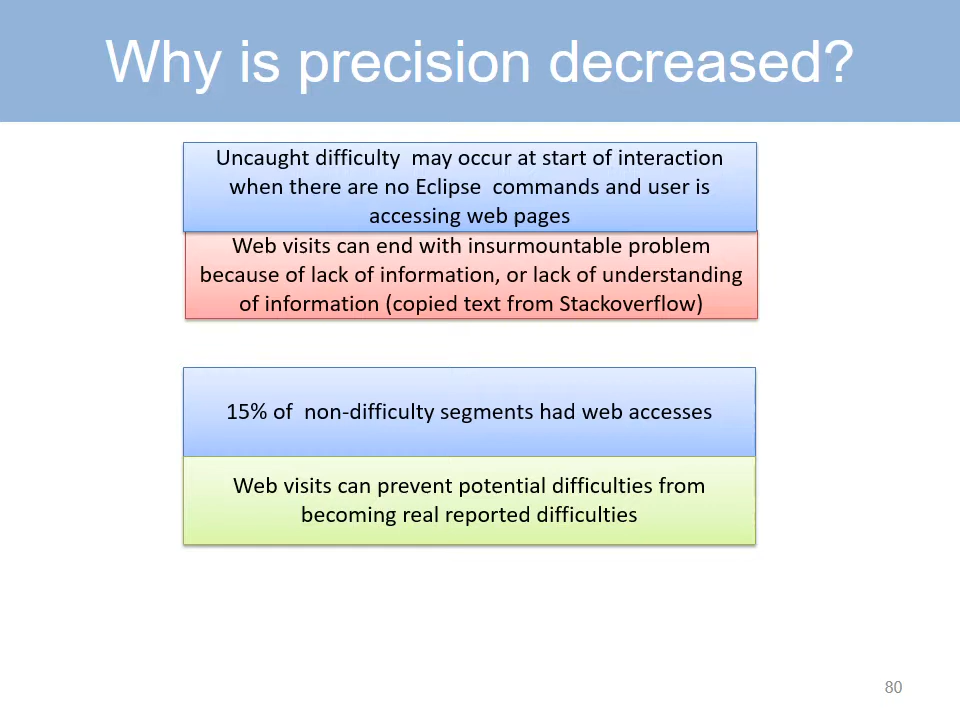 Why is precision decreased?
Uncaught difficulty may occur at start of interaction
when there are no Eclipse commands and user is
accessing web pages
Web visits can end with insurmountable problem
because of lack of information, or lack of understanding
of information (copied text from Stackoverflow)
15% of non-difficulty segments had web accesses
Web visits can prevent potential difficulties from
becoming real reported difficulties
80